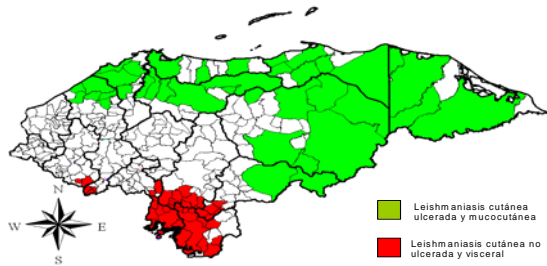 N
W E
S
Leishmaniasis cutánea
ulcerada y mucocutánea
Leishmaniasis cutánea no
ulcerada y visceral